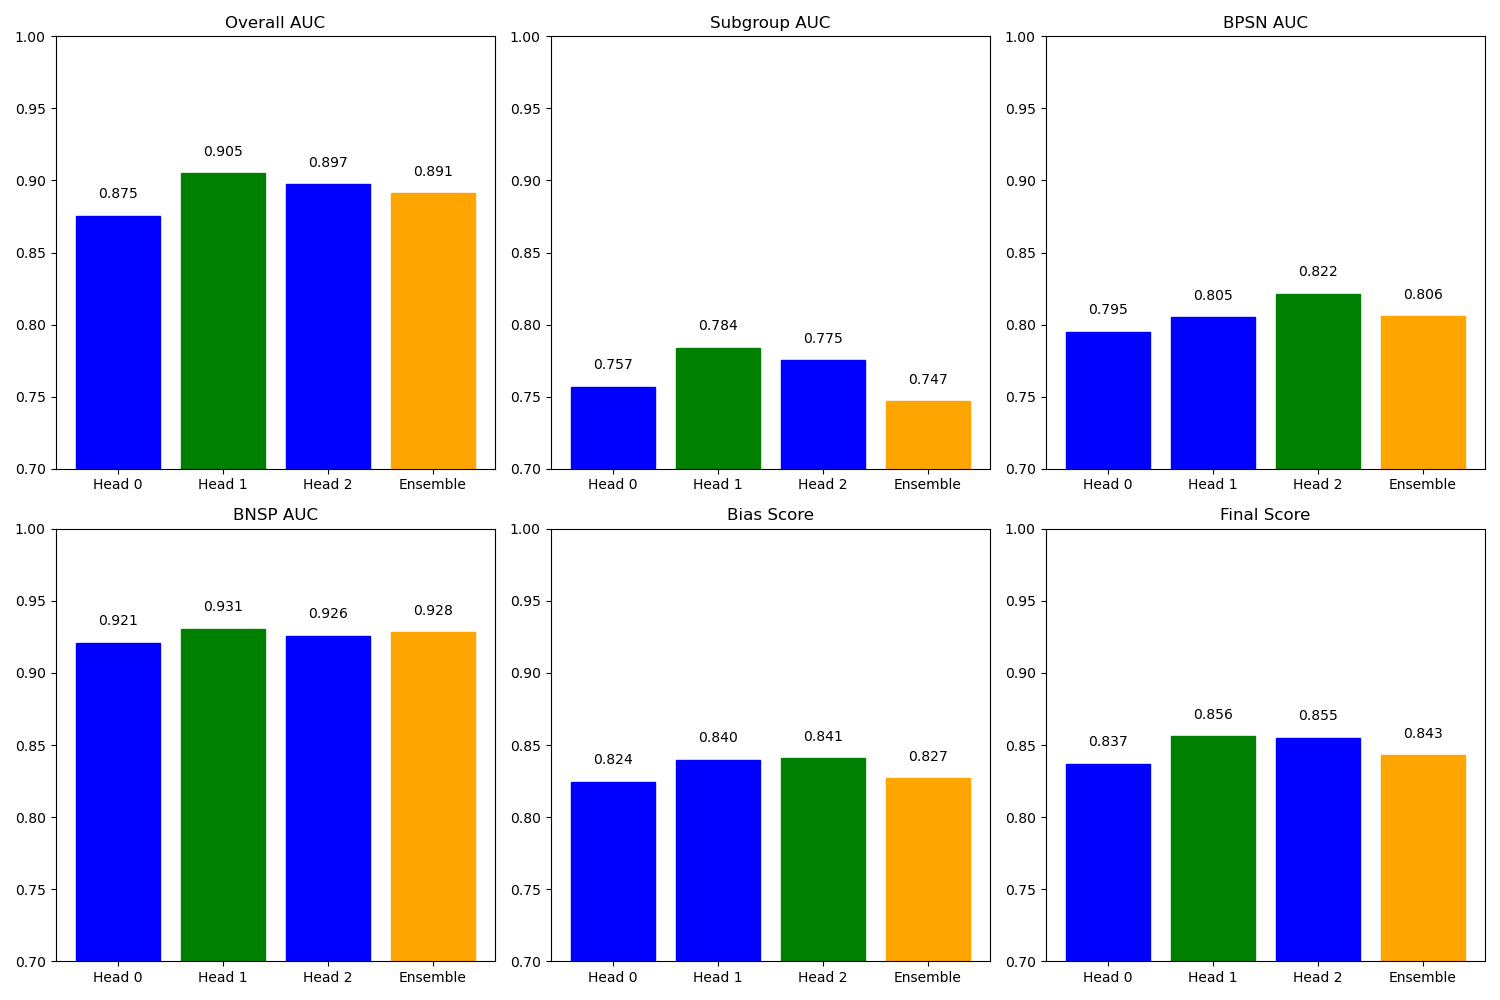 Overall AUC
1.00
0.95
0.90
0.85
0.80
0.75
0.70
0.875
0.905
0.897
0.891
Head 0
Head 1
Head 2
Ensemble
Subgroup AUC
1.00
0.95
0.90
0.85
0.80
0.75
0.70
0.757
0.784
0.775
0.747
Head 0
Head 1
Head 2
Ensemble
BPSN AUC
1.00
0.95
0.90
0.85
0.80
0.75
0.70
0.795
0.805
0.822
0.806
Head 0
Head 1
Head 2
Ensemble
BNSP AUC
1.00
0.95
0.90
0.85
0.80
0.75
0.70
0.921
0.931
0.926
0.928
Head 0
Head 1
Head 2
Ensemble
Bias Score
1.00
0.95
0.90
0.85
0.80
0.75
0.70
0.824
0.840
0.841
0.827
Head 0
Head 1
Head 2
Ensemble
Final Score
1.00
0.95
0.90
0.85
0.80
0.75
0.70
0.837
0.856
0.855
0.843
Head 0
Head 1
Head 2
Ensemble